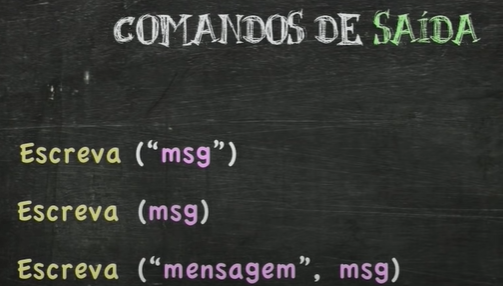 COMANDOS DE SAÍDA
Escreva (“msg”)
Escreva (msg)
Escreva (“mensagem”, msg)